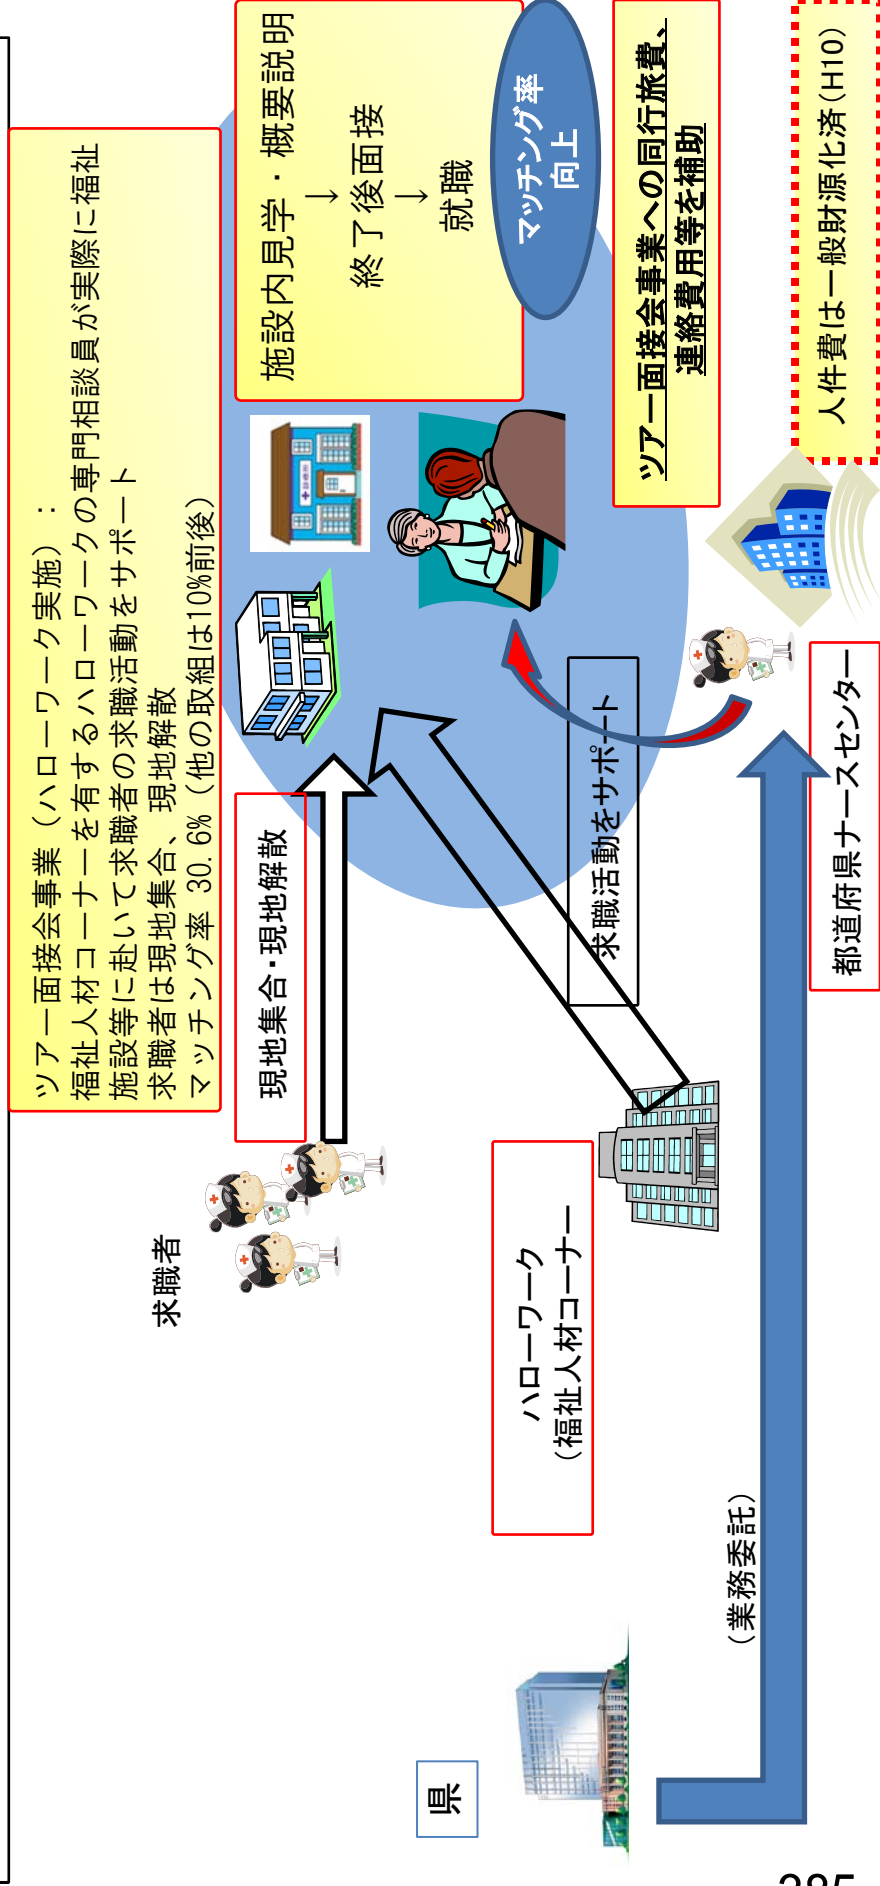 ツアー面接会事業（ハローワーク実施）：
福祉人材コーナーを有するハローワークの専門相談員が実際に福祉
施設等に赴いて求職者の求職活動をサポート
求職者は現地集合、現地解散
マッチング率 30.6%（他の取組は10%前後）
求職者
現地集合・現地解散
施設内見学・概要説明
↓
終了後面接
↓
就職
マッチング率
向上
県
ハローワーク
（福祉人材コーナー
求職活動をサポート
ツアー面接会事業への同行旅費、
連絡費用等を補助
（業務委託）
都道府県ナースセンター
人件費は一般財源化済（H10）